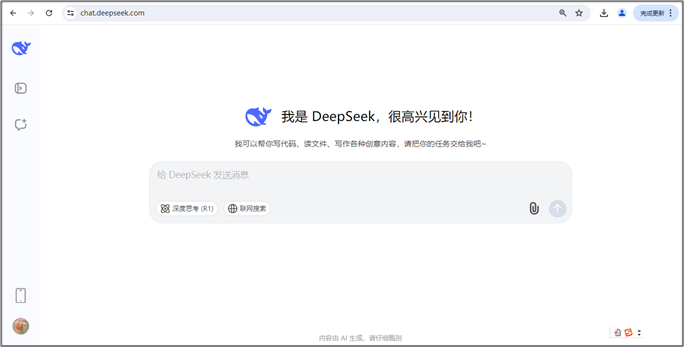 chat.deepseek.com
完成更新
我是 DeepSeek，很高兴见到你！
我可以帮你写代码、读文件、写作各种创意内容，请把你的任务交给我吧~
给 DeepSeek 发送消息
深度思考 (R1)
联网搜索
内容由 AI 生成，请仔细甄别